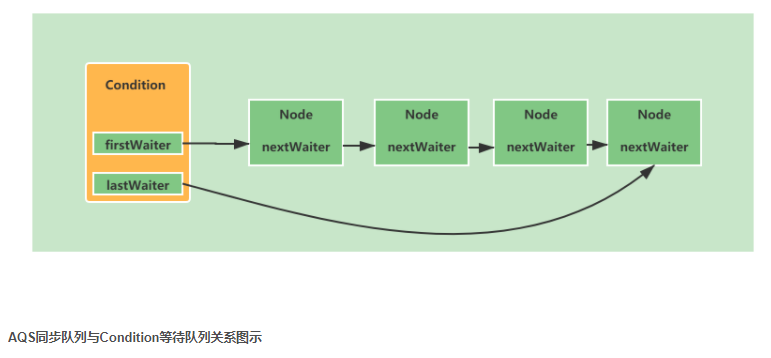 Condition
firstWaiter
lastWaiter
Node
nextWaiter
Node
nextWaiter
Node
nextWaiter
Node
nextWaiter
AQS同步队列与Condition等待队列关系图示